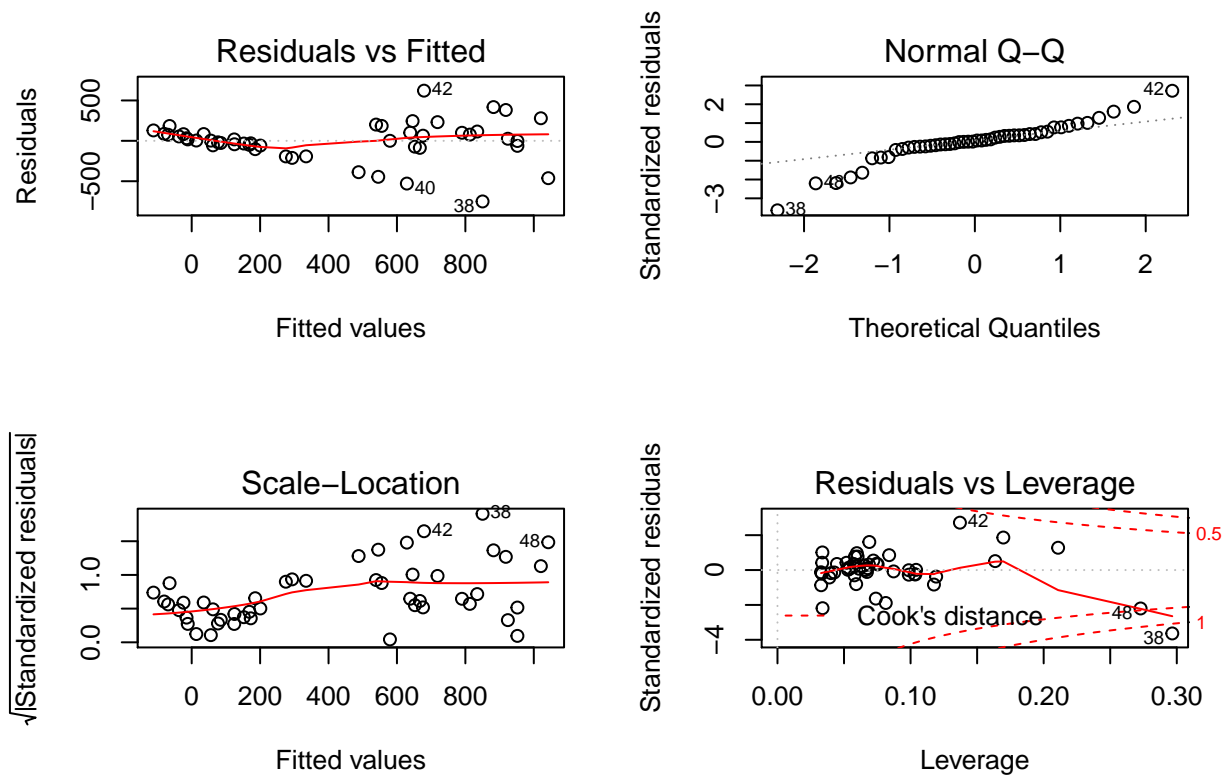 Residuals vs Fitted
Residuals
500
−500
42
40
38
0 200 400 600 800
Fitted values
Normal Q−Q
Standardized residuals
2
0
−3
42
48
38
−2 −1 0 1 2
Theoretical Quantiles
Scale−Location
√|Standardized residuals|
1.0
0.0
38
42
48
0 200 400 600 800
Fitted values
Residuals vs Leverage
Standardized residuals
0
−4
42
0.5
Cook's distance
48
1
38
0.00 0.10 0.20 0.30
Leverage